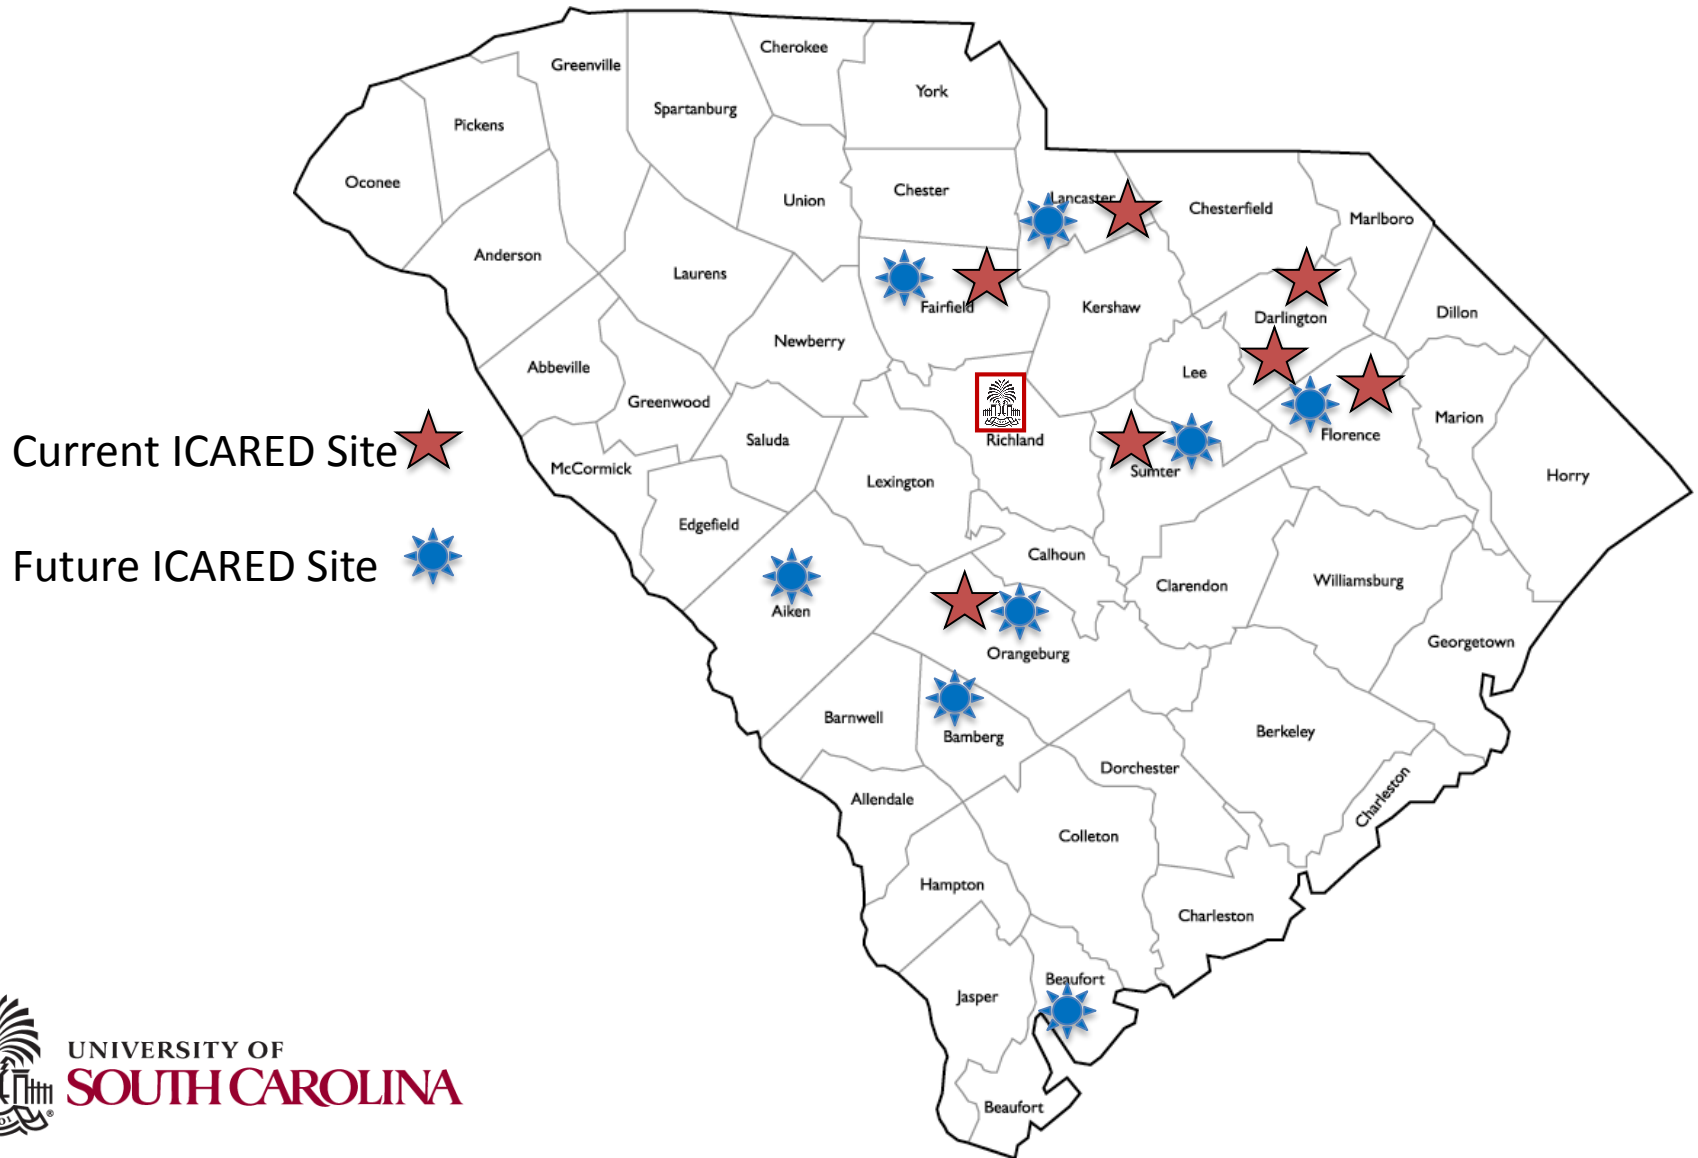 Cherokee
Greenville
York
Spartanburg
Pickens
Oconee
Chester
Union
Lancaster
Chesterfield
Marlboro
Anderson
Laurens
Fairfield
Kershaw
Darlington
Dillon
Newberry
Abbeville
Lee
Greenwood
Marion
Florence
Saluda
Richland
Current ICARED Site
McCormick
Sumter
Horry
Lexington
Edgefield
Calhoun
Future ICARED Site
Williamsburg
Clarendon
Aiken
Georgetown
Orangeburg
Barnwell
Bamberg
Berkeley
Dorchester
Allendale
Charleston
Colleton
Hampton
Charleston
Beaufort
Jasper
UNIVERSITY OF
SOUTH CAROLINA
®
Beaufort